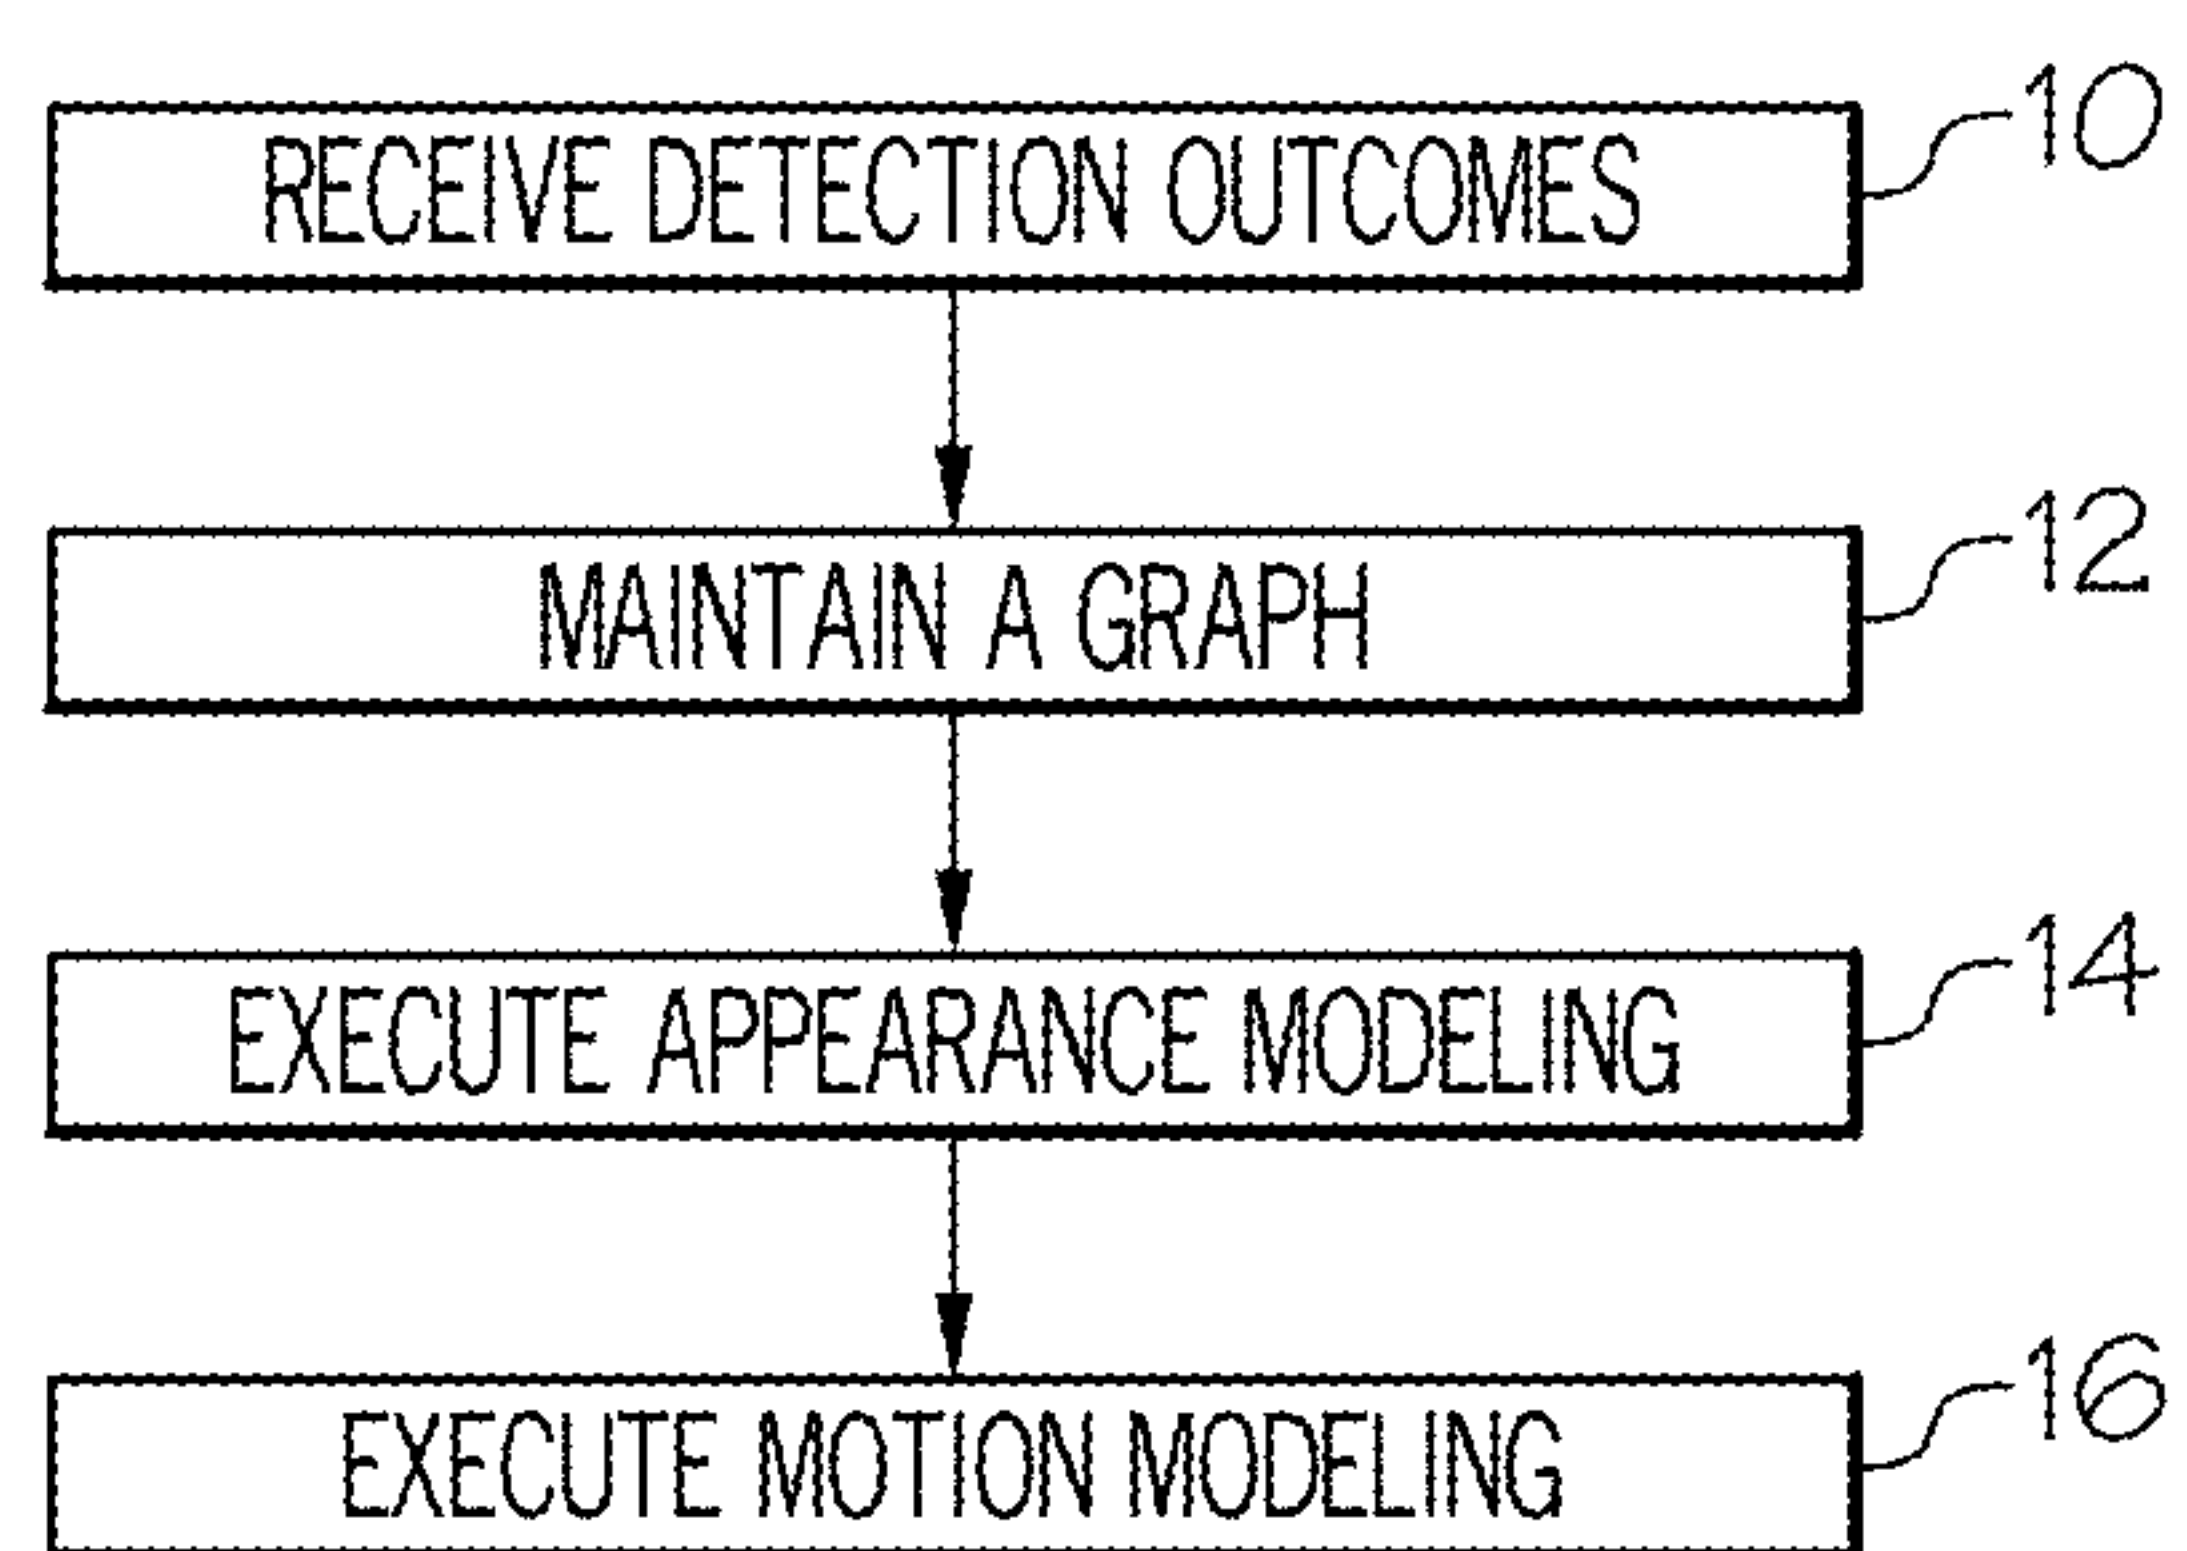 RECEIVE DETECTION OUTCOMES
10
MAINTAIN A GRAPH
12
EXECUTE APPEARANCE MODELING
14
EXECUTE MOTION MODELING
16